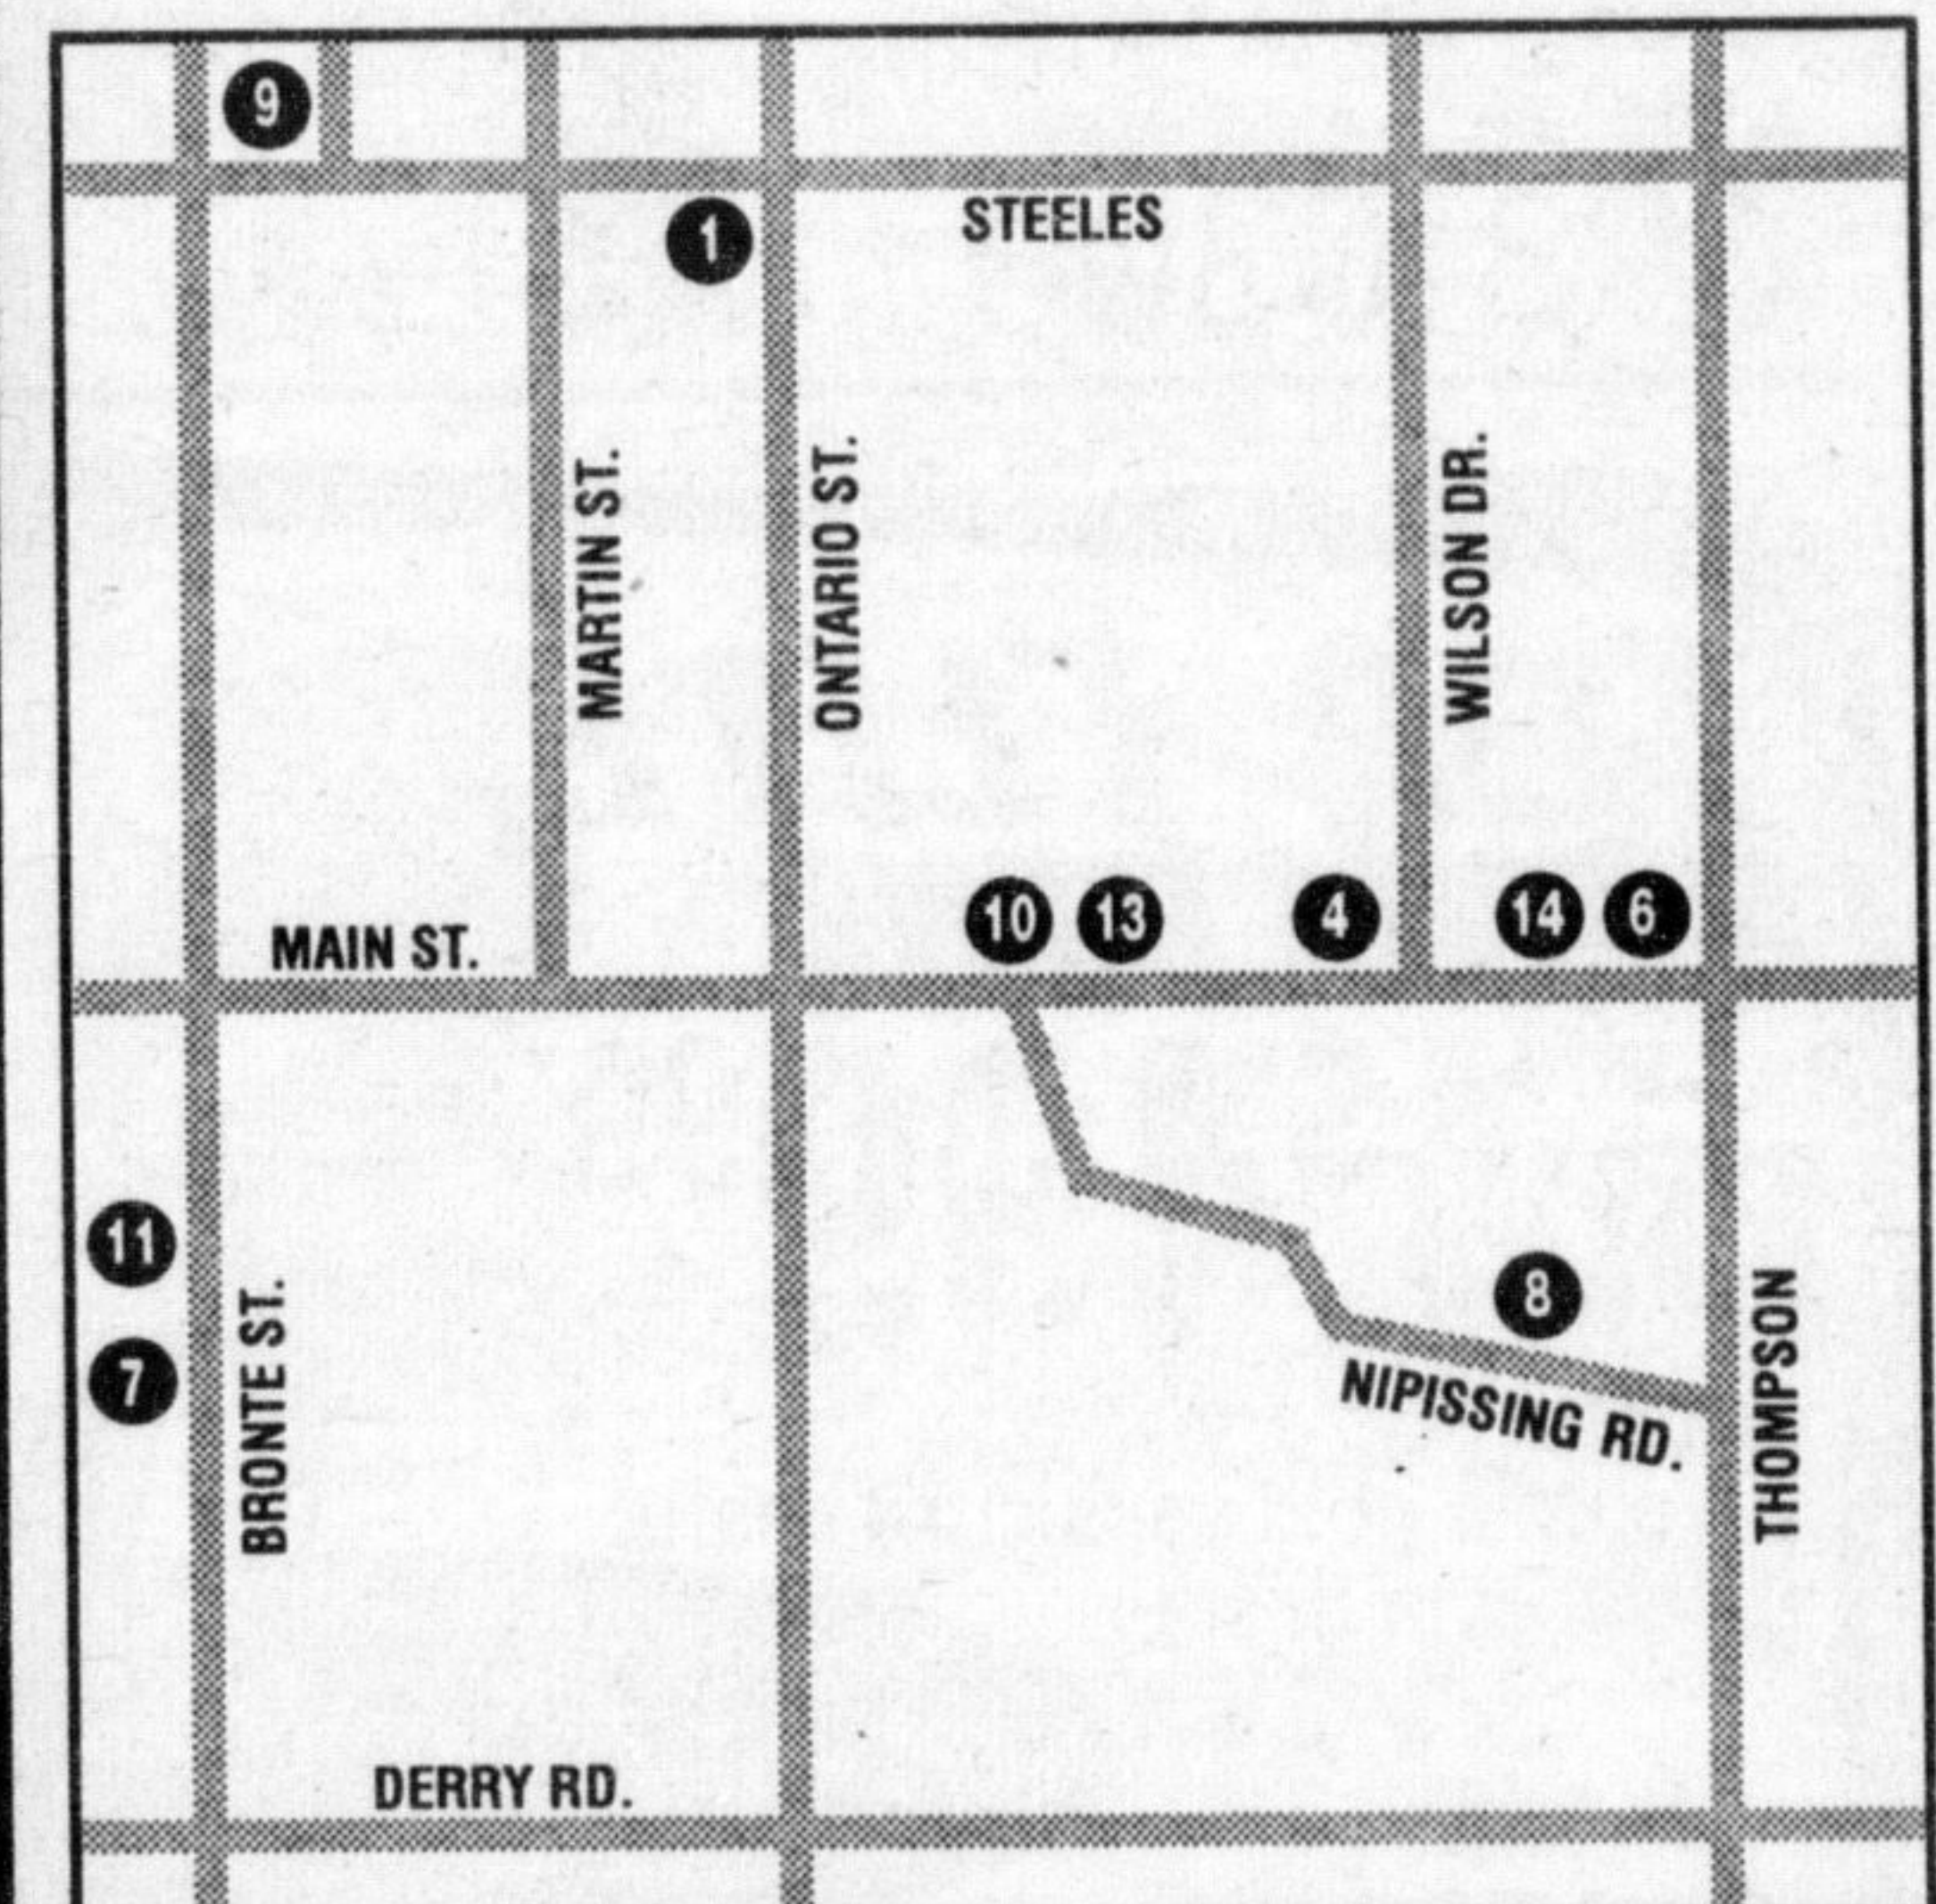 9
1
STEELES
MARTIN ST.
ONTARIO ST.
WILSON DR.
MAIN ST.
10 13 4 14 6
11
7
BRONTE ST.
8
NIPISSING RD.
THOMPSON
DERRY RD.